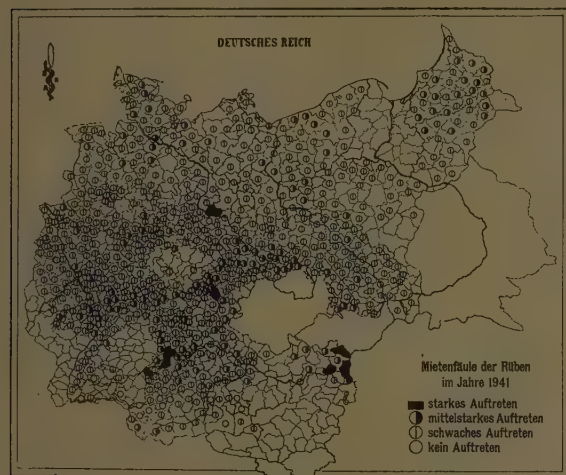 DEUTSCHES REICH
Mietenfäule der Rüben
im Jahre 1941
starkes Auftreten
mittelstarkes Auftreten
schwaches Auftreten
kein Auftreten